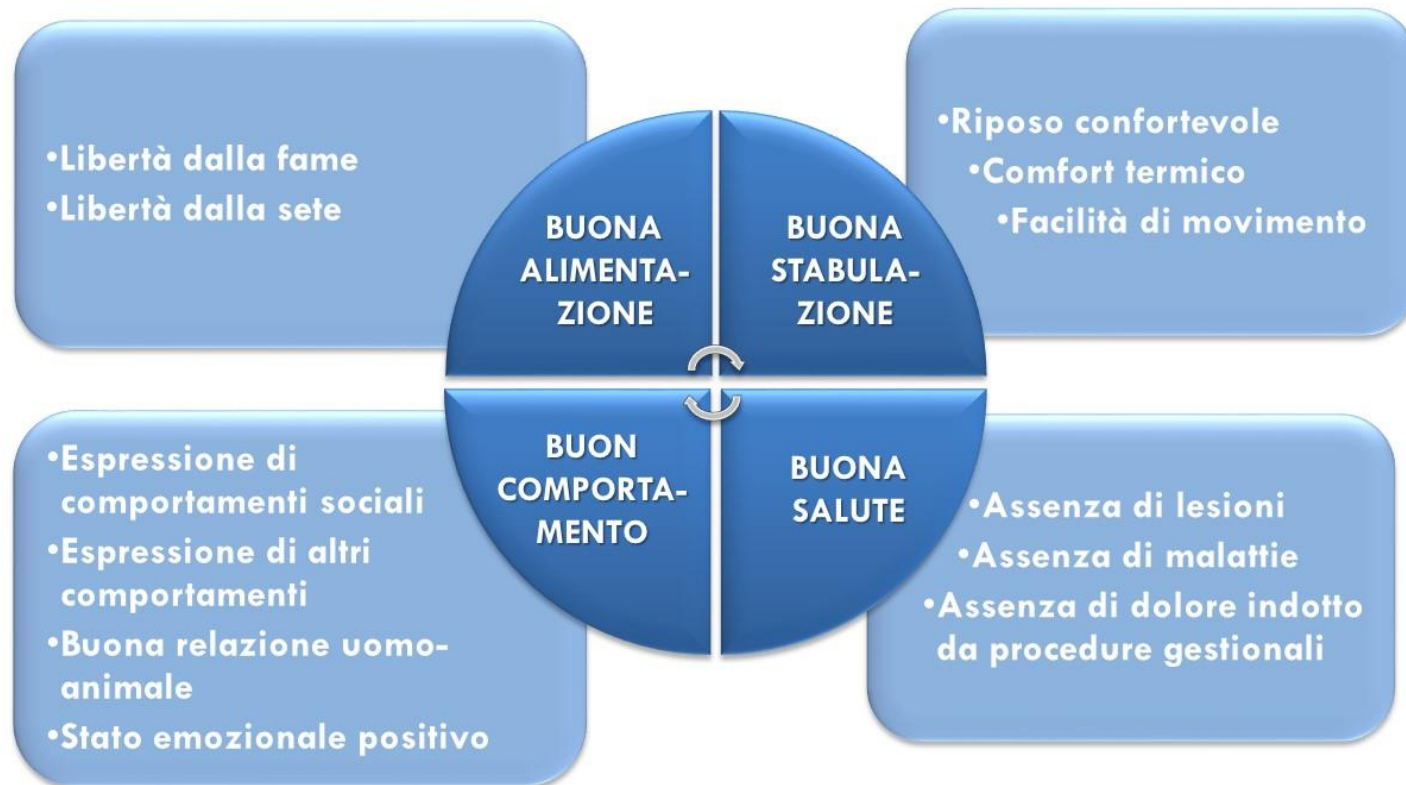 •Libertà dalla fame
•Libertà dalla sete
•Riposo confortevole
•Comfort termico
•Facilità di movimento
BUONA
ALIMENTA-
ZIONE
BUONA
STABULA-
ZIONE
BUON
COMPORTA-
MENTO
BUONA
SALUTE
•Espressione di
comportamenti sociali
•Espressione di altri
comportamenti
•Buona relazione uomo-
animale
•Stato emozionale positivo
•Assenza di lesioni
•Assenza di malattie
•Assenza di dolore indotto
da procedure gestionali